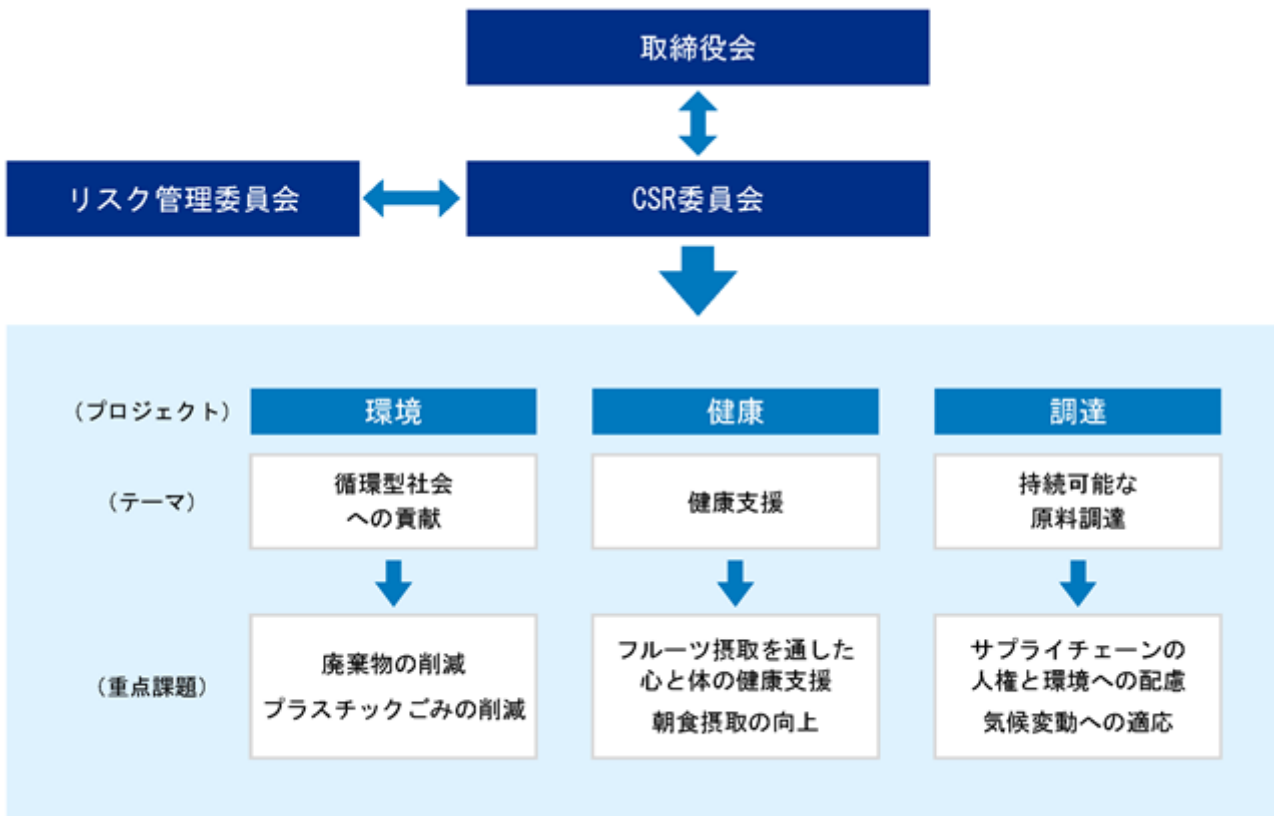 取締役会
リスク管理委員会
CSR委員会
（プロジェクト）
環境
健康
調達
（テーマ）
循環型社会
への貢献
健康支援
持続可能な
原料調達
（重点課題）
廃棄物の削減
プラスチックごみの削減
フルーツ摂取を通した
心と体の健康支援
朝食摂取の向上
サプライチェーンの
人権と環境への配慮
気候変動への適応